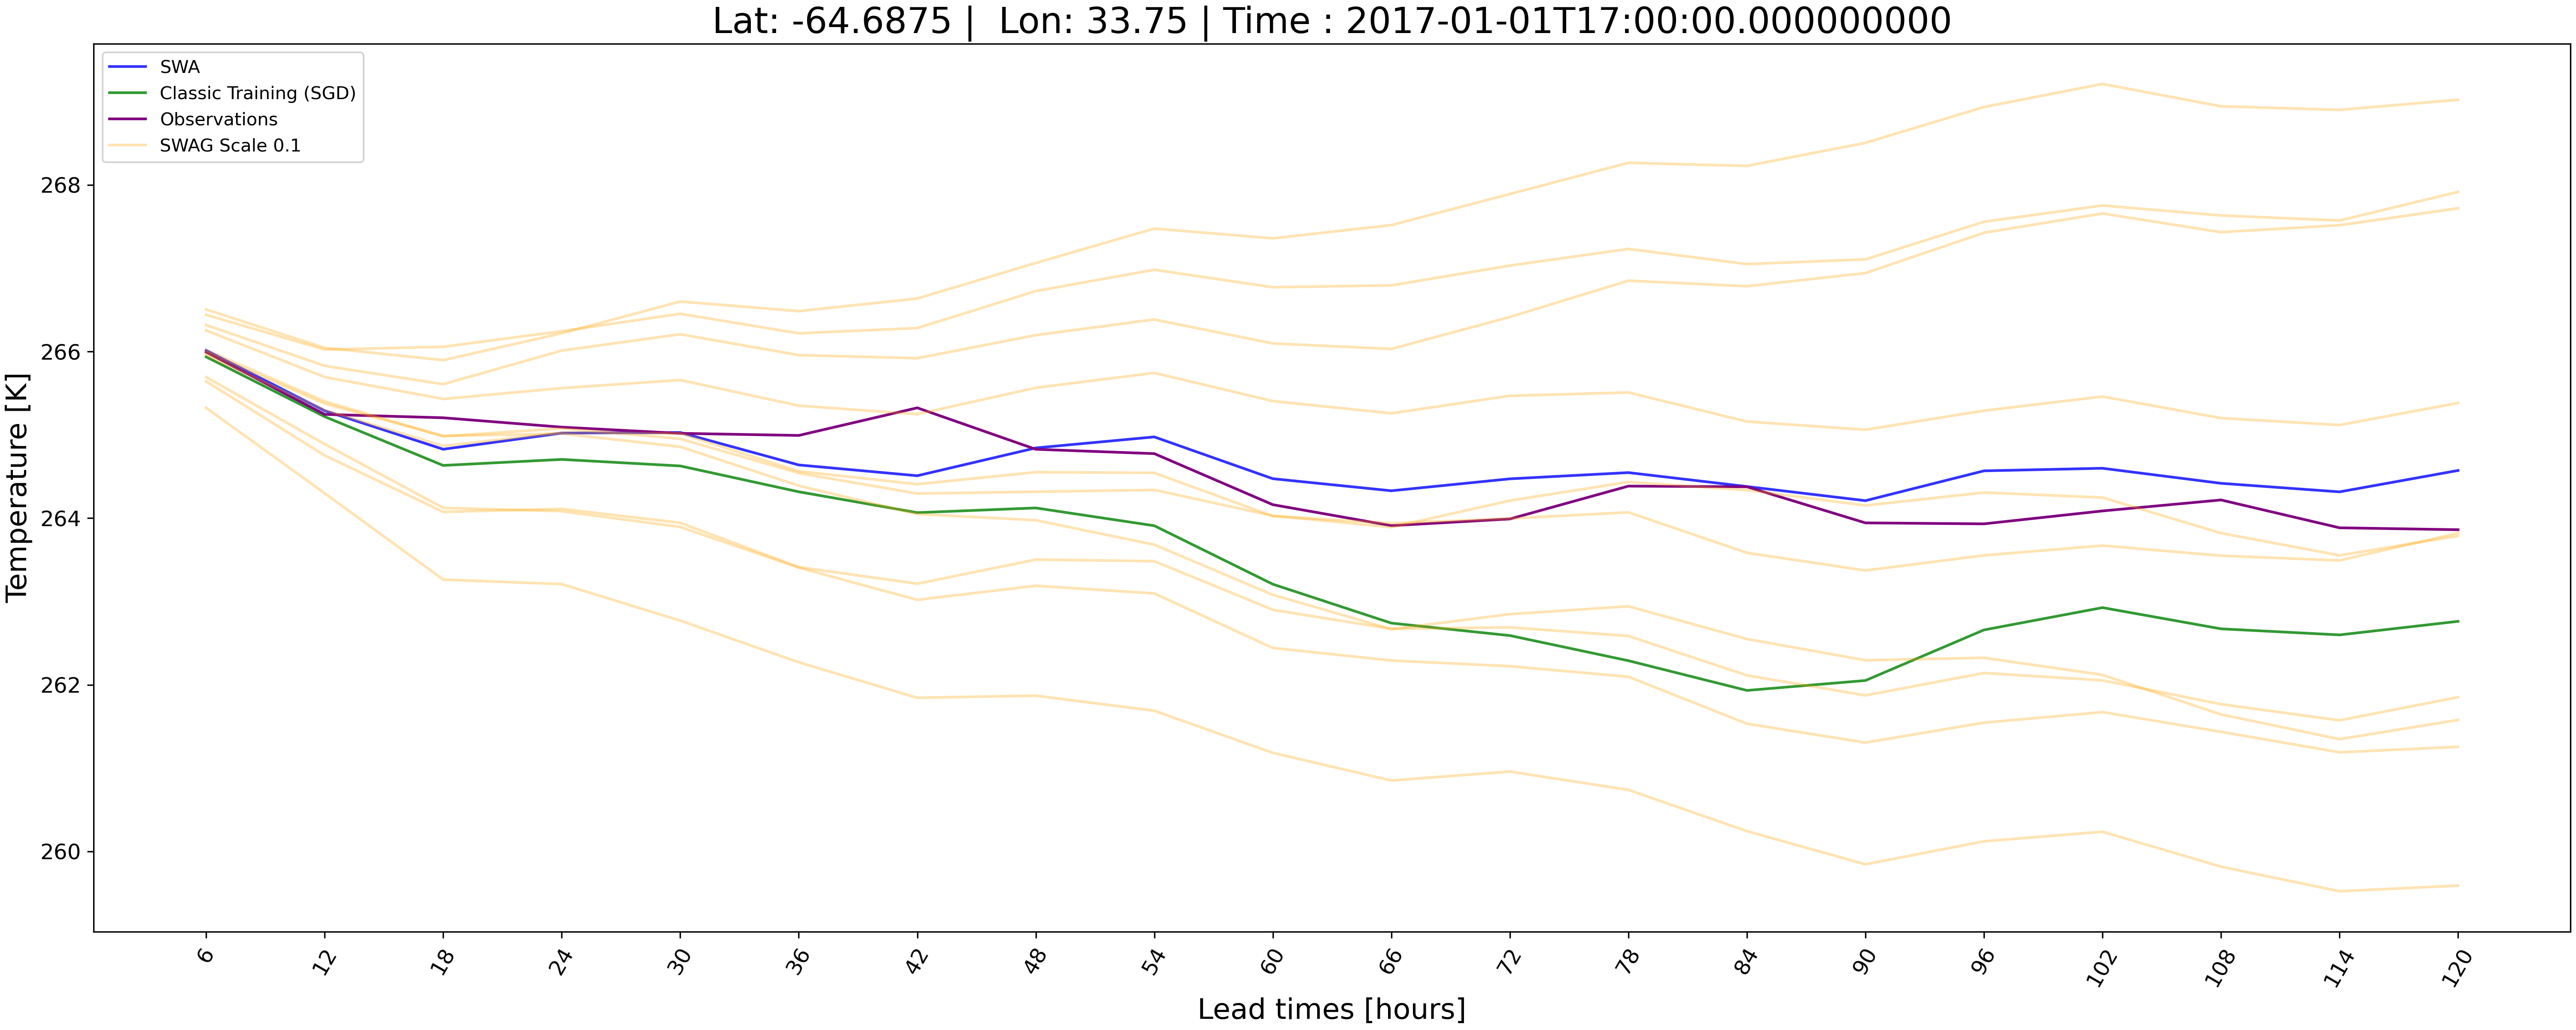 Lat: -64.6875 |  Lon: 33.75 | Time : 2017-01-01T17:00:00.000000000
SWA
Classic Training (SGD)
Observations
SWAG Scale 0.1
Temperature [K]
268
266
264
262
260
6 12 18 24 30 36 42 48 54 60 66 72 78 84 90 96 102 108 114 120
Lead times [hours]